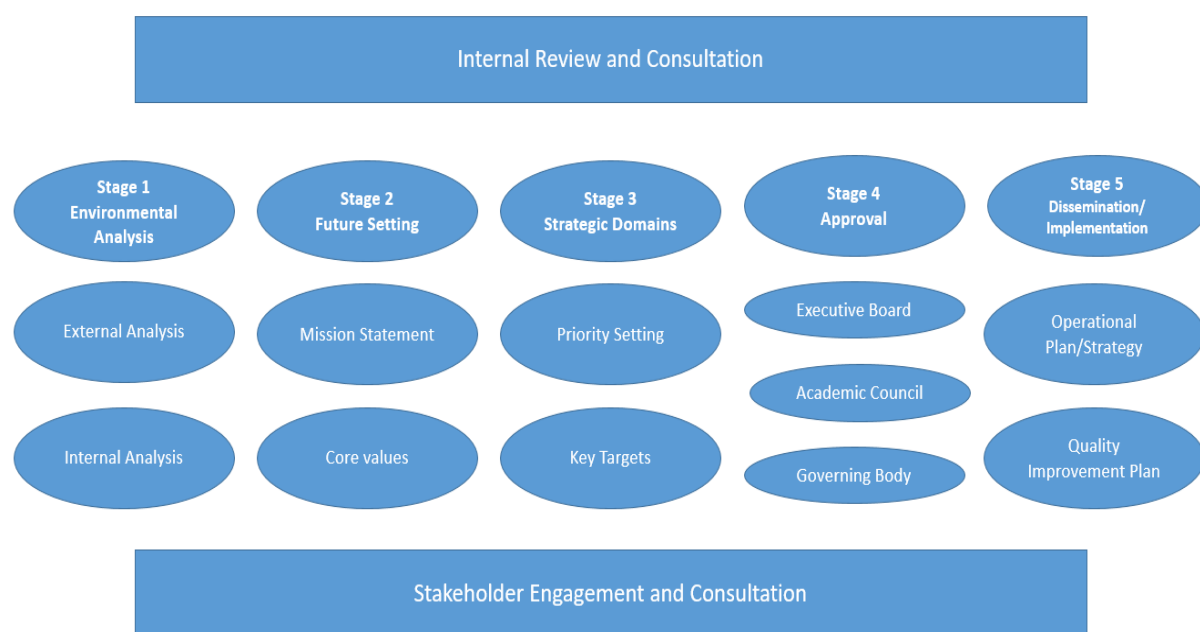 Internal Review and Consultation
Stage 1
Environmental
Analysis
External Analysis
Internal Analysis
Stage 2
Future Setting
Mission Statement
Core values
Stage 3
Strategic Domains
Priority Setting
Key Targets
Stage 4
Approval
Executive Board
Academic Council
Governing Body
Stage 5
Dissemination/
Implementation
Operational
Plan/Strategy
Quality
Improvement Plan
Stakeholder Engagement and Consultation